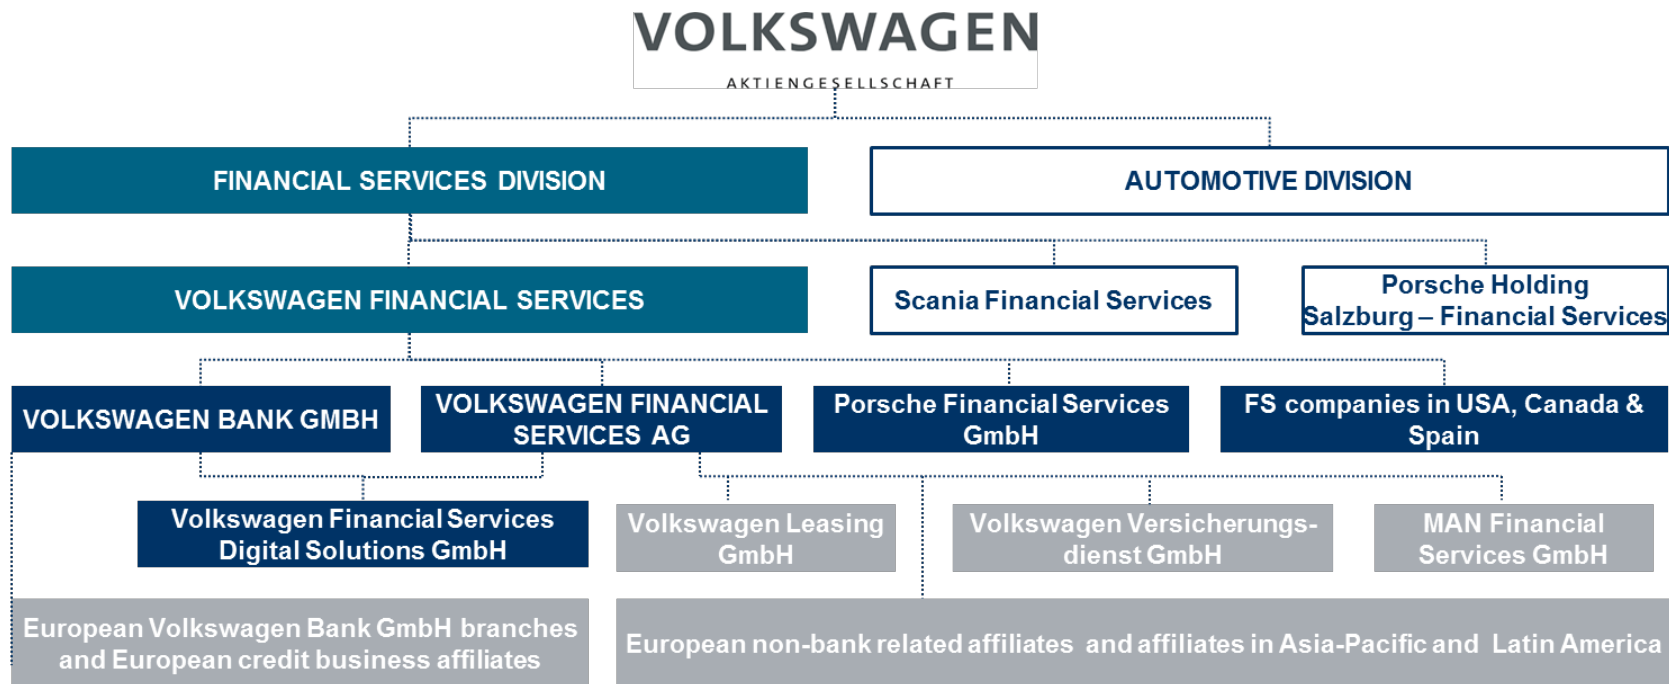 VOLKSWAGEN
AKTIENGESELLSCHAFT
FINANCIAL SERVICES DIVISION
AUTOMOTIVE DIVISION
VOLKSWAGEN FINANCIAL SERVICES
Scania Financial Services
Porsche Holding
Salzburg – Financial Services
VOLKSWAGEN BANK GMBH
VOLKSWAGEN FINANCIAL
SERVICES AG
Porsche Financial Services
GmbH
FS companies in USA, Canada &
Spain
Volkswagen Financial Services
Digital Solutions GmbH
Volkswagen Leasing
GmbH
Volkswagen Versicherungs-
dienst GmbH
MAN Financial
Services GmbH
European Volkswagen Bank GmbH branches
and European credit business affiliates
European non-bank related affiliates and affiliates in Asia-Pacific and Latin America